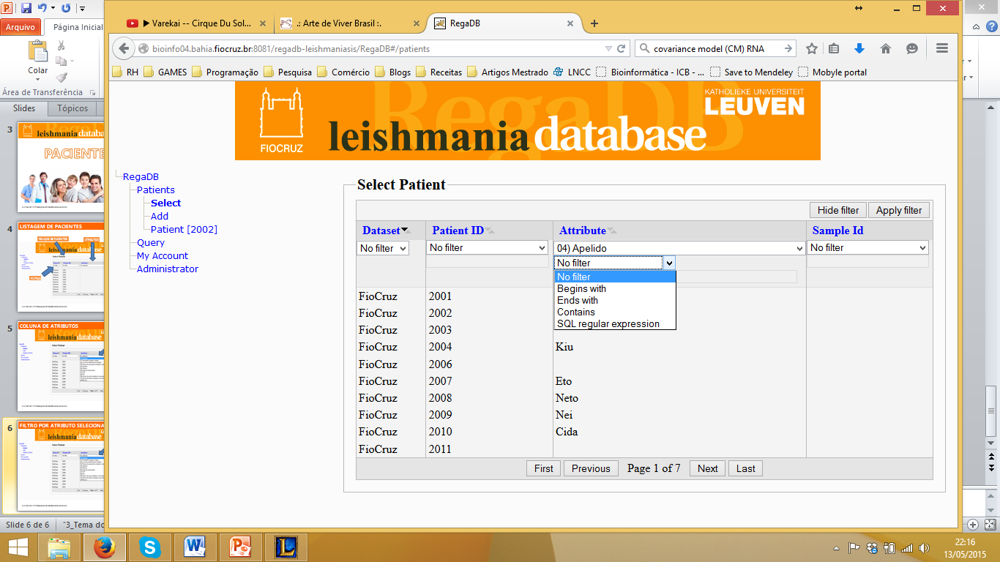 Arquivo
Página Inicial
Colar
Área de Transferência
Slides
Tópicos
3
PACIENTE
4
LISTAGEM DE PACIENTES
5
COLUNA DE ATRIBUTOS
6
FILTRO POR ATRIBUTO SELECIONA
Slide 6 de 6
"3_Tema do
▶ Varekai -- Cirque Du Sol...
.: Arte de Viver Brasil :.
RegaDB
bioinfo04.bahia.fiocruz.br:8081/regadb-leishmaniasis/RegaDB#/patients
covariance model (CM) RNA
RH GAMES Programação Pesquisa Comércio Blogs Receitas Artigos Mestrado LNCC Bioinformática - ICB - ... Save to Mendeley Mobyle portal
RegaDB
FIOCRUZ
leishmania database
KATHOLIEKE UNIVERSITEIT
LEUVEN
RegaDB
Patients
Select
Add
Patient [2002]
Query
My Account
Administrator
Select Patient
Hide filter Apply filter
Dataset Patient ID Attribute Sample Id
No filter No filter 04) Apelido No filter
No filter
No filter
Begins with
Ends with
Contains
SQL regular expression
FioCruz 2001
FioCruz 2002
FioCruz 2003
FioCruz 2004 Kiu
FioCruz 2006
FioCruz 2007 Eto
FioCruz 2008 Neto
FioCruz 2009 Nei
FioCruz 2010 Cida
FioCruz 2011
First Previous Page 1 of 7 Next Last
22:16
13/05/2015